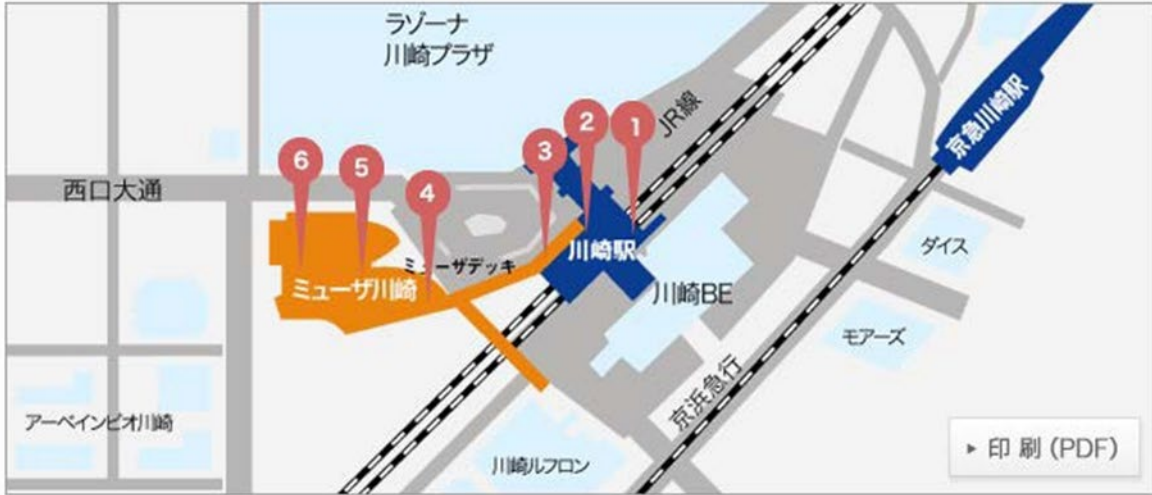 ラゾーナ
川崎プラザ
JR線
京急川崎駅
2
1
3
6
5
4
西口大通
川崎駅
ダイス
ミューザデッキ
ミューザ川崎
川崎BE
モアーズ
京浜急行
アーベインビオ川崎
川崎ルフロン
印刷(PDF)